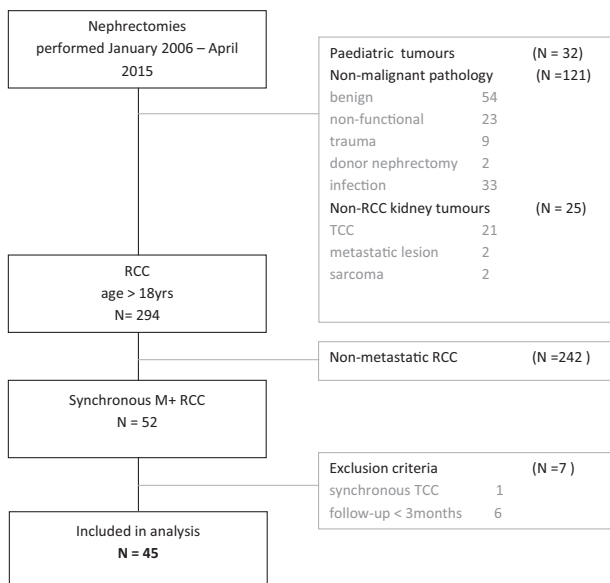 Nephrectomies
performed January 2006 – April
2015
Paediatric tumours (N = 32)
Non-malignant pathology (N =121)
benign 54
non-functional 23
trauma 9
donor nephrectomy 2
infection 33
Non-RCC kidney tumours (N = 25)
TCC 21
metastatic lesion 2
sarcoma 2
RCC
age > 18yrs
N= 294
Non-metastatic RCC (N =242 )
Synchronous M+ RCC
N = 52
Exclusion criteria (N =7 )
synchronous TCC 1
follow-up < 3months 6
Included in analysis
N = 45